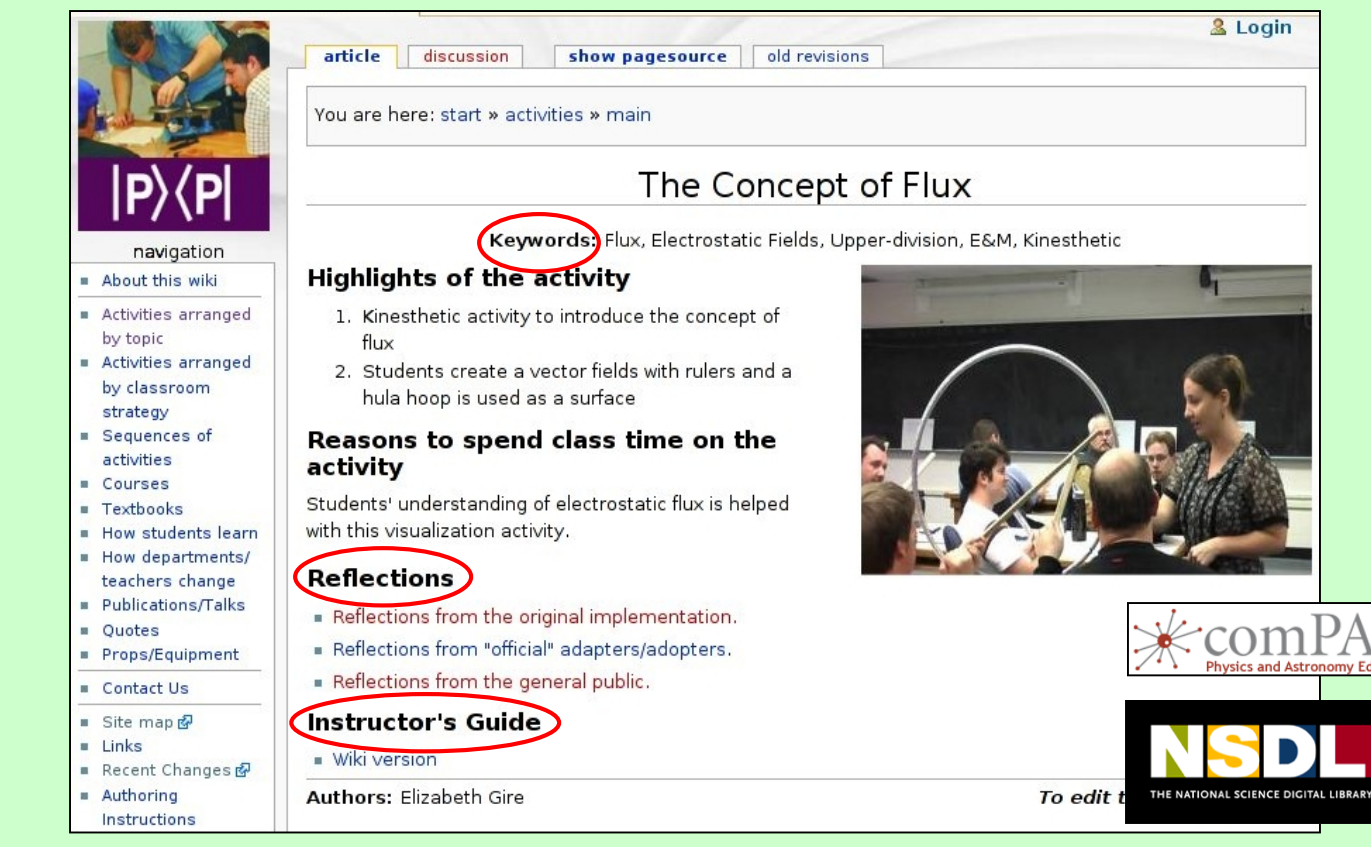 Login
article discussion show pagesource old revisions
You are here: start » activities » main
|P⟩⟨P|
The Concept of Flux
Keywords: Flux, Electrostatic Fields, Upper-division, E&M, Kinesthetic
navigation
About this wiki
Activities arranged
by topic
Activities arranged
by classroom
strategy
Sequences of
activities
Courses
Textbooks
How students learn
How departments/
teachers change
Publications/Talks
Quotes
Props/Equipment
Contact Us
Site map
Links
Recent Changes
Authoring
Instructions
Highlights of the activity
1. Kinesthetic activity to introduce the concept of
flux
2. Students create a vector fields with rulers and a
hula hoop is used as a surface
Reasons to spend class time on the
activity
Students' understanding of electrostatic flux is helped
with this visualization activity.
Reflections
Reflections from the original implementation.
Reflections from "official" adapters/adopters.
Reflections from the general public.
Instructor's Guide
Wiki version
Authors: Elizabeth Gire
To edit t
comPA
Physics and Astronomy Ed
NSDL
THE NATIONAL SCIENCE DIGITAL LIBRARY